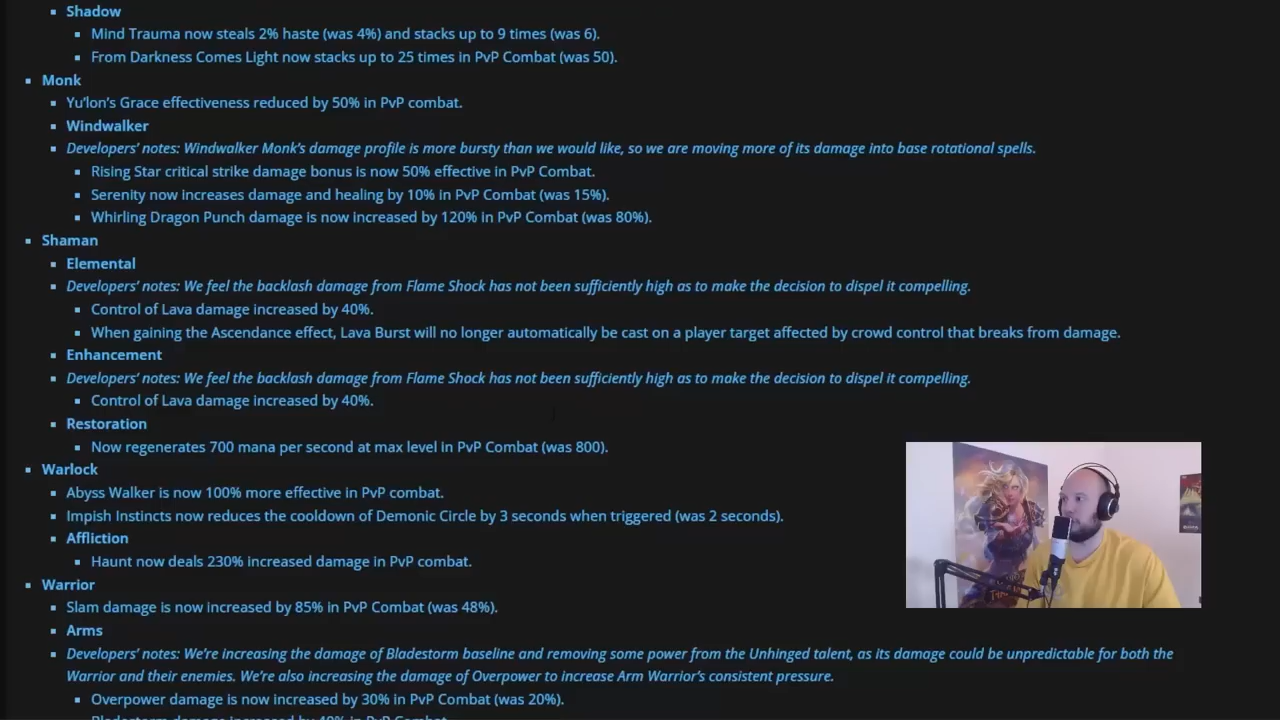 Shadow
Mind Trauma now steals 2% haste (was 4%) and stacks up to 9 times (was 6).
From Darkness Comes Light now stacks up to 25 times in PvP Combat (was 50).
Monk
Yu'lon's Grace effectiveness reduced by 50% in PvP combat.
Windwalker
Developers' notes: Windwalker Monk's damage profile is more bursty than we would like, so we are moving more of its damage into base rotational spells.
Rising Star critical strike damage bonus is now 50% effective in PvP Combat.
Serenity now increases damage and healing by 10% in PvP Combat (was 15%).
Whirling Dragon Punch damage is now increased by 120% in PvP Combat (was 80%).
Shaman
Elemental
Developers' notes: We feel the backlash damage from Flame Shock has not been sufficiently high as to make the decision to dispel it compelling.
Control of Lava damage increased by 40%.
When gaining the Ascendance effect, Lava Burst will no longer automatically be cast on a player target affected by crowd control that breaks from damage.
Enhancement
Developers' notes: We feel the backlash damage from Flame Shock has not been sufficiently high as to make the decision to dispel it compelling.
Control of Lava damage increased by 40%.
Restoration
Now regenerates 700 mana per second at max level in PvP Combat (was 800).
Warlock
Abyss Walker is now 100% more effective in PvP combat.
Impish Instincts now reduces the cooldown of Demonic Circle by 3 seconds when triggered (was 2 seconds).
Affliction
Haunt now deals 230% increased damage in PvP combat.
Warrior
Slam damage is now increased by 85% in PvP Combat (was 48%).
Arms
Developers' notes: We're increasing the damage of Bladestorm baseline and removing some power from the Unhinged talent, as its damage could be unpredictable for both the
Warrior and their enemies. We're also increasing the damage of Overpower to increase Arm Warrior's consistent pressure.
Overpower damage is now increased by 30% in PvP Combat (was 20%).
Bladestorm damage increased by 40% in PvP Combat.